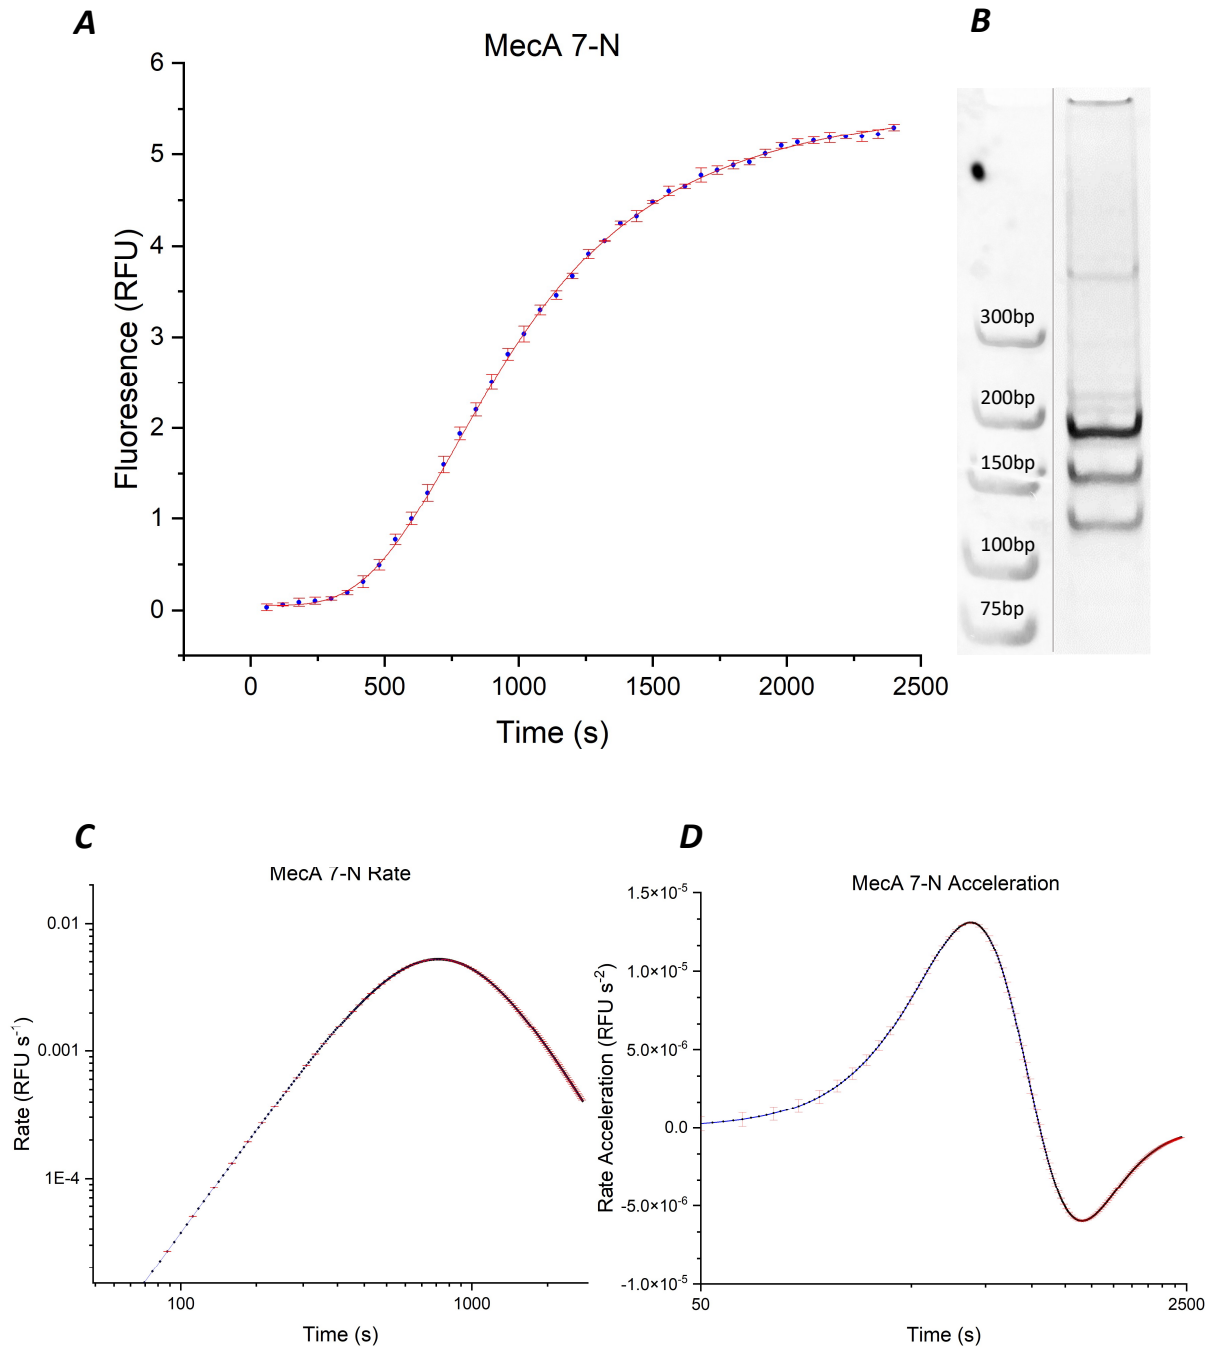 A
B
MecA 7-N
6
5
4
3
2
1
0
Fluoresence (RFU)
0
500
1000
1500
2000
2500
Time (s)
300bp
200bp
150bp
100bp
75bp
C
D
MecA 7-N Rate
0.01
0.001
1E-4
Rate (RFU s⁻¹)
100
1000
Time (s)
MecA 7-N Acceleration
1.5×10⁻⁵
1.0×10⁻⁵
5.0×10⁻⁶
0.0
-5.0×10⁻⁶
-1.0×10⁻⁵
Rate Acceleration (RFU s⁻²)
50
2500
Time (s)